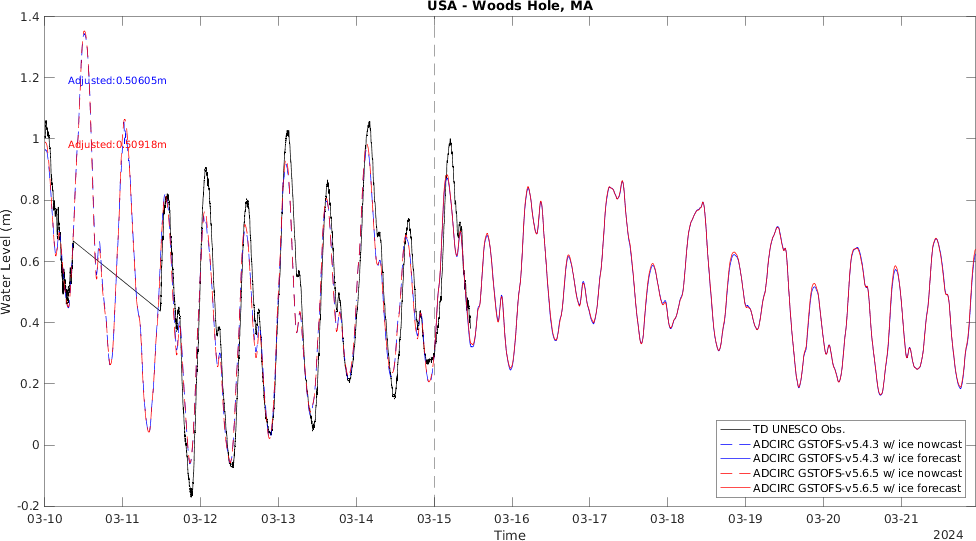 USA - Woods Hole, MA
1.4
1.2
1
0.8
0.6
0.4
0.2
0
-0.2
Water Level (m)
Adjusted:0.50605m
Adjusted:0.50918m
TD UNESCO Obs.
ADCIRC GSTOFS-v5.4.3 w/ ice nowcast
ADCIRC GSTOFS-v5.4.3 w/ ice forecast
ADCIRC GSTOFS-v5.6.5 w/ ice nowcast
ADCIRC GSTOFS-v5.6.5 w/ ice forecast
03-10 03-11 03-12 03-13 03-14 03-15 03-16 03-17 03-18 03-19 03-20 03-21
Time
2024